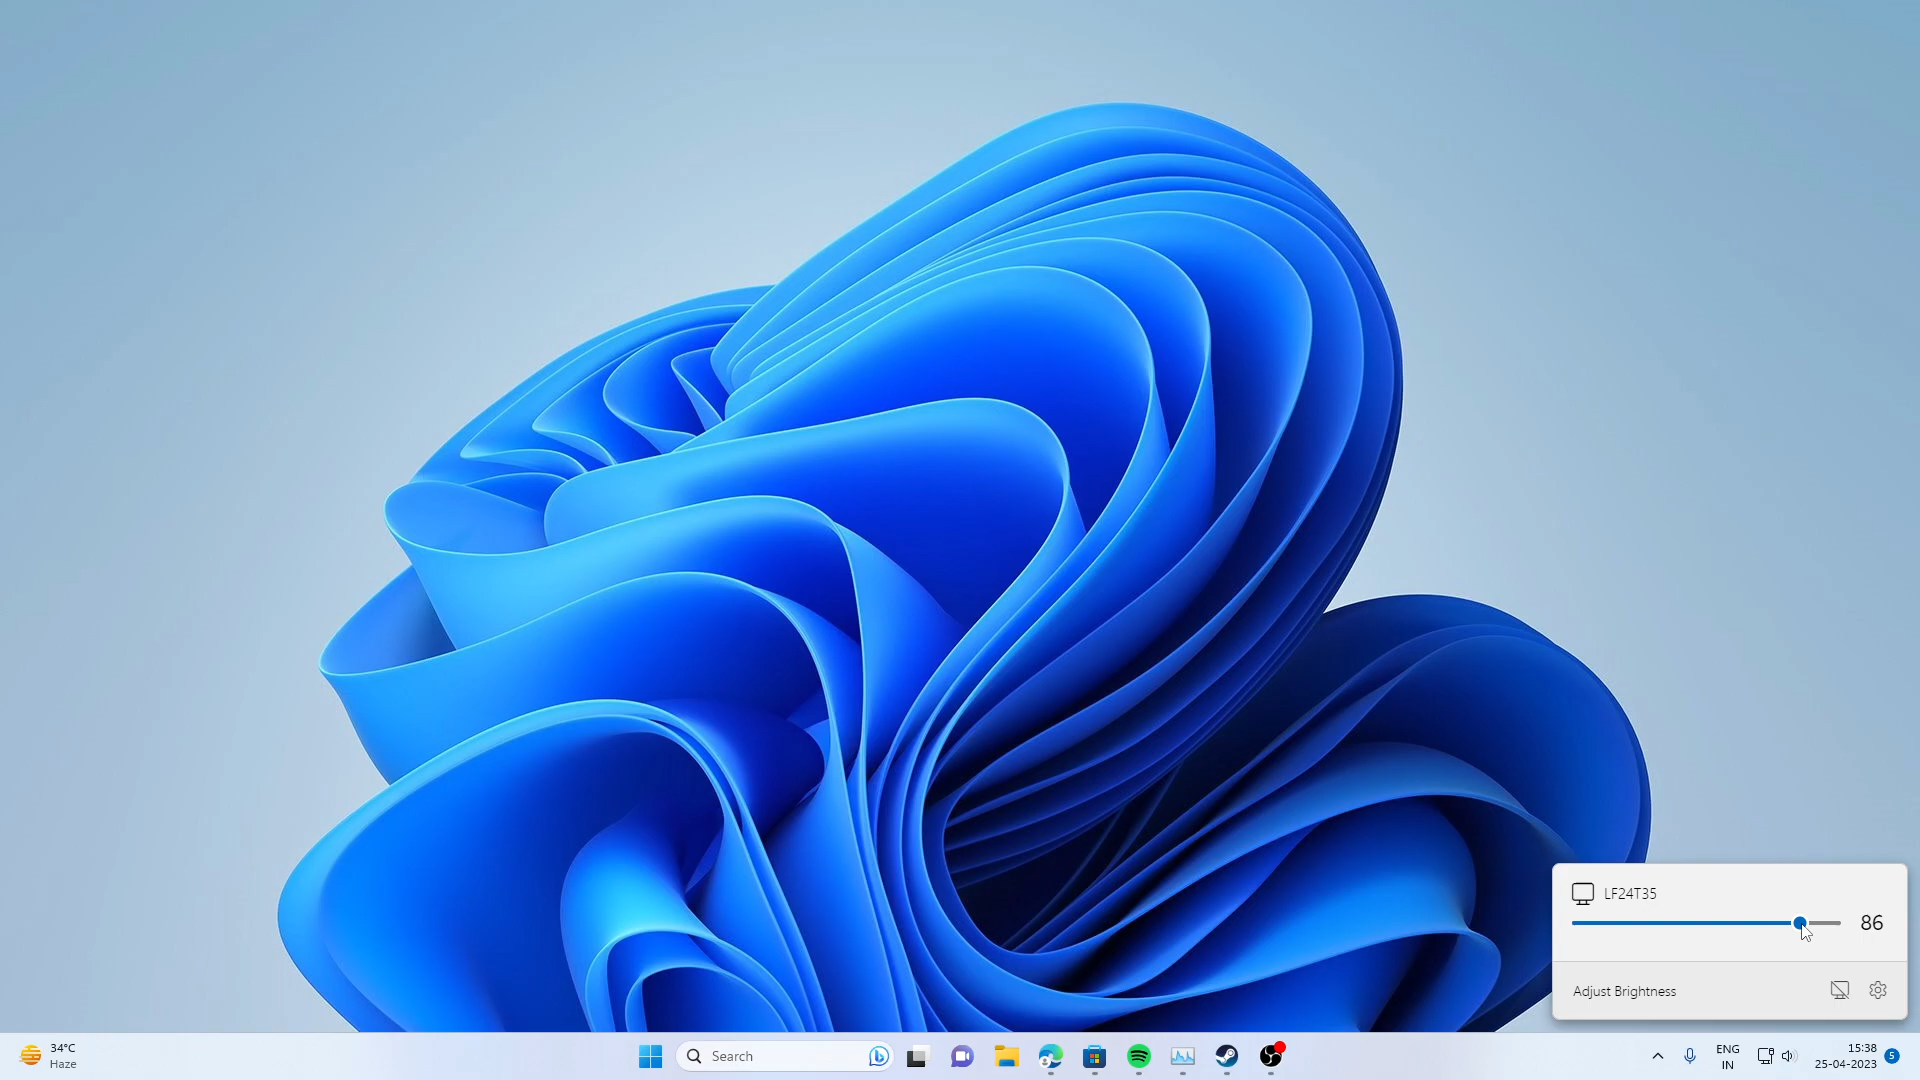 LF24T35
86
Adjust Brightness
34°C
Haze
Search
ENG
IN
15:38
25-04-2023
5